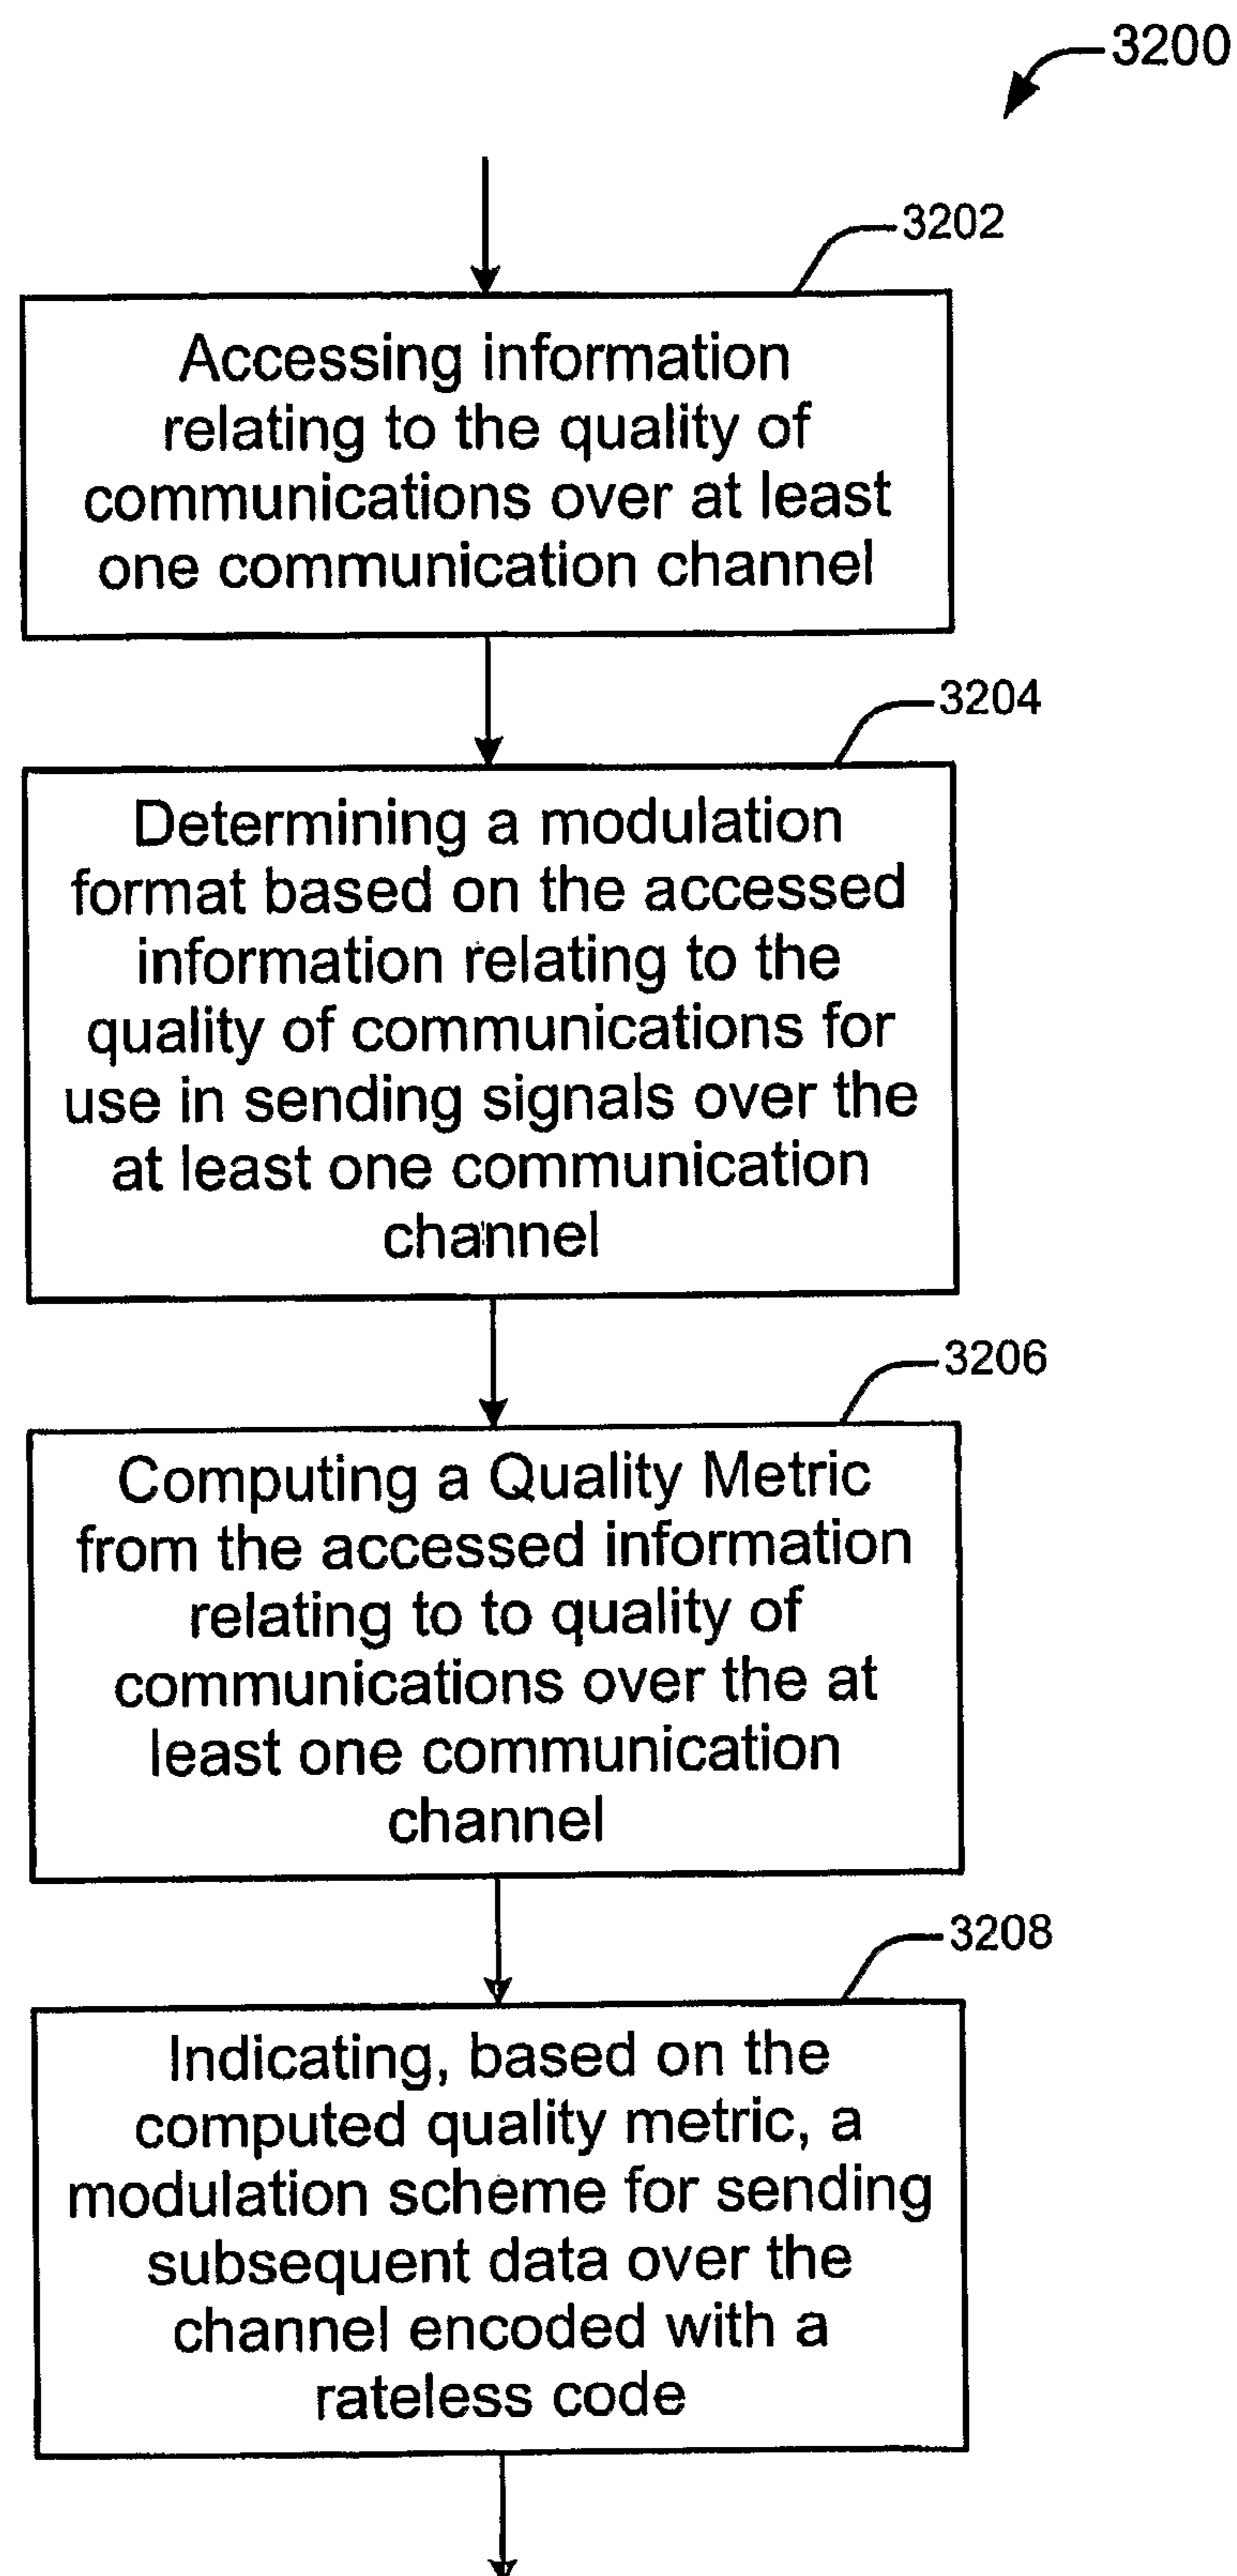 3200
3202
Accessing information
relating to the quality of
communications over at least
one communication channel
3204
Determining a modulation
format based on the accessed
information relating to the
quality of communications for
use in sending signals over the
at least one communication
channel
3206
Computing a Quality Metric
from the accessed information
relating to to quality of
communications over the at
least one communication
channel
3208
Indicating, based on the
computed quality metric, a
modulation scheme for sending
subsequent data over the
channel encoded with a
rateless code